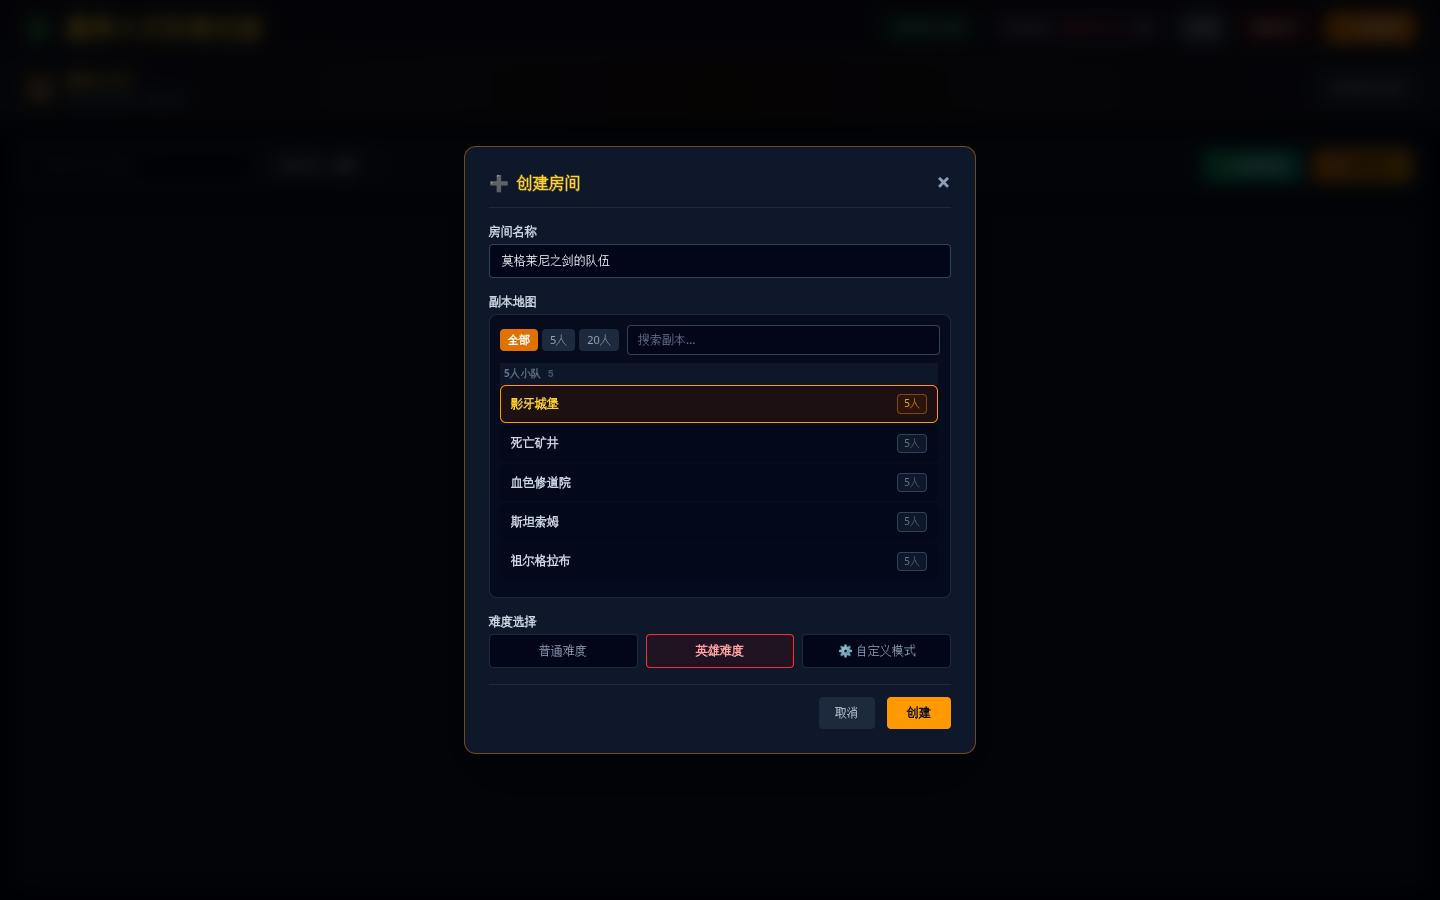 ➕ 创建房间 ×
房间名称
莫格莱尼之剑的队伍
副本地图
全部 5人 20人 搜索副本...
5人小队 5
影牙城堡 5人
死亡矿井 5人
血色修道院 5人
斯坦索姆 5人
祖尔格拉布 5人
难度选择
普通难度 英雄难度 ⚙️ 自定义模式
取消 创建